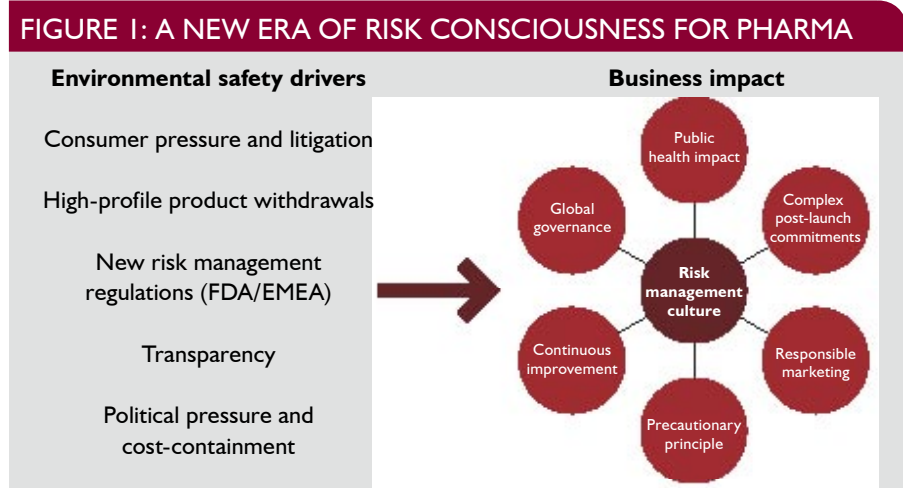 FIGURE 1: A NEW ERA OF RISK CONSCIOUSNESS FOR PHARMA
Environmental safety drivers
Consumer pressure and litigation
High-profile product withdrawals
New risk management
regulations (FDA/EMEA)
Transparency
Political pressure and
cost-containment
Business impact
Public
health impact
Complex
post-launch
commitments
Responsible
marketing
Precautionary
principle
Continuous
improvement
Global
governance
Risk
management
culture